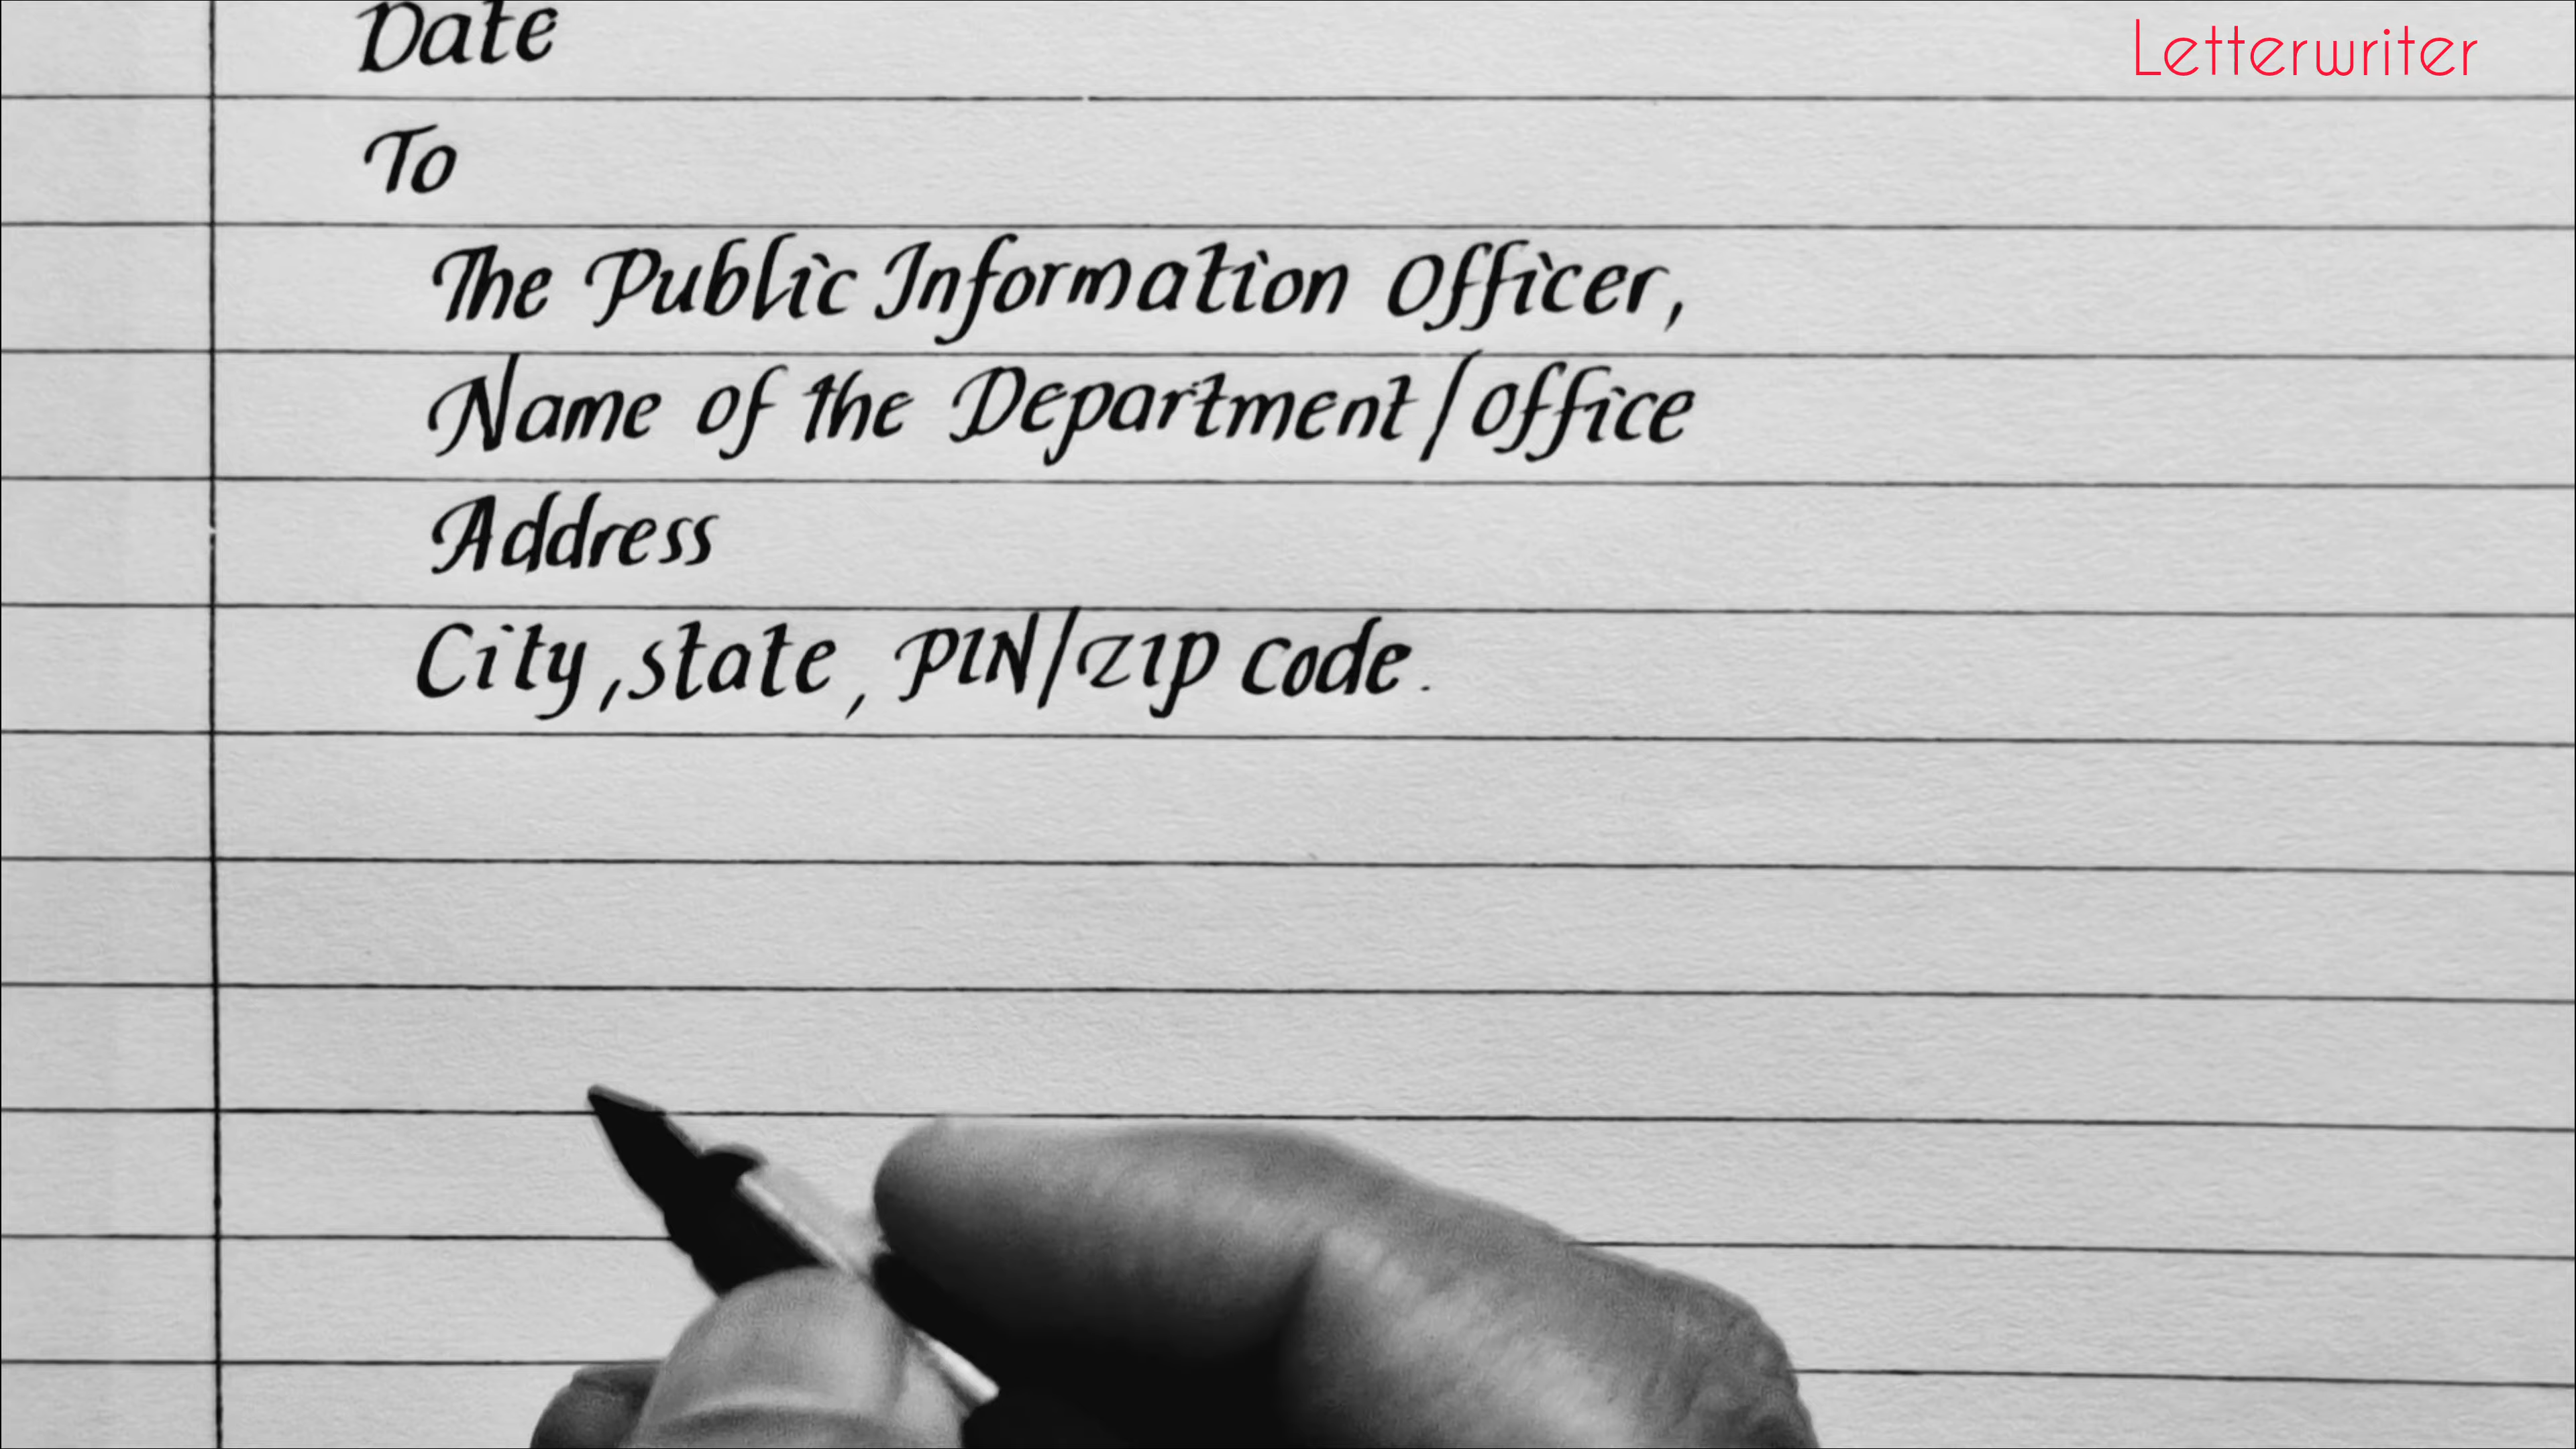 Letterwriter
Date
To
The Public Information Officer,
Name of the Department/office
Address
City, state, PIN/ZIP code.